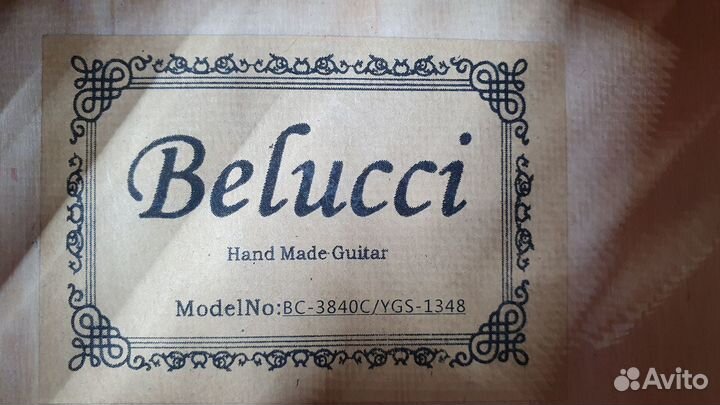 Belucci
Hand Made Guitar
ModelNo:BC-3840C/YGS-1348
Avito